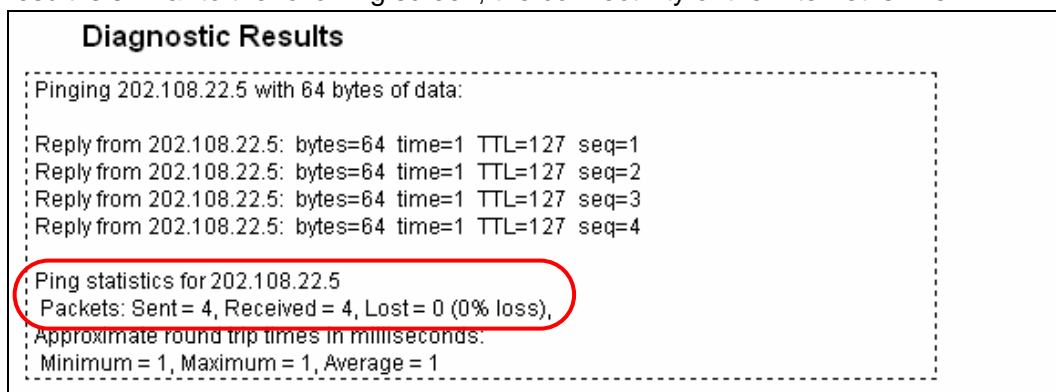 Diagnostic Results
Pinging 202.108.22.5 with 64 bytes of data:
Reply from 202.108.22.5: bytes=64 time=1 TTL=127 seq=1
Reply from 202.108.22.5: bytes=64 time=1 TTL=127 seq=2
Reply from 202.108.22.5: bytes=64 time=1 TTL=127 seq=3
Reply from 202.108.22.5: bytes=64 time=1 TTL=127 seq=4
Ping statistics for 202.108.22.5
Packets: Sent = 4, Received = 4, Lost = 0 (0% loss),
Approximate round trip times in milliseconds:
Minimum = 1, Maximum = 1, Average = 1